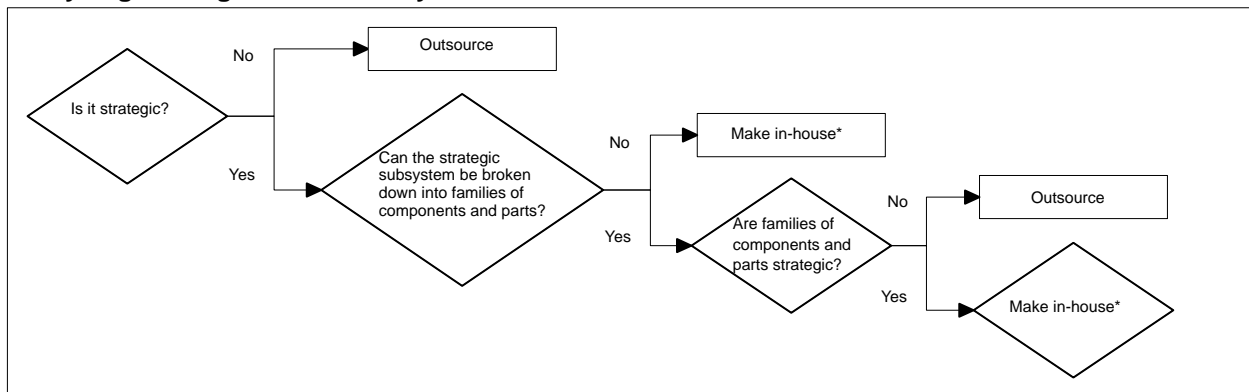 No
Outsource
Is it strategic?
Yes
Can the strategic
subsystem be broken
down into families of
components and parts?
No
Make in-house*
Yes
Are families of
components and
parts strategic?
No
Outsource
Yes
Make in-house*